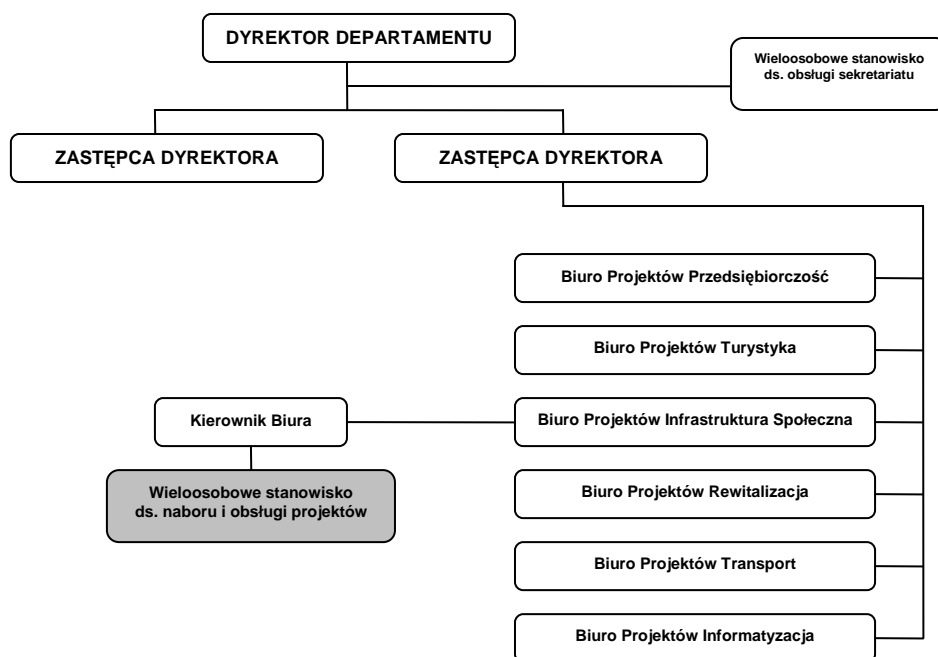 DYREKTOR DEPARTAMENTU
Wieloosobowe stanowisko
ds. obsługi sekretariatu
ZASTĘPCA DYREKTORA
ZASTĘPCA DYREKTORA
Biuro Projektów Przedsiębiorczość
Biuro Projektów Turystyka
Kierownik Biura
Biuro Projektów Infrastruktura Społeczna
Wieloosobowe stanowisko
ds. naboru i obsługi projektów
Biuro Projektów Rewitalizacja
Biuro Projektów Transport
Biuro Projektów Informatyzacja